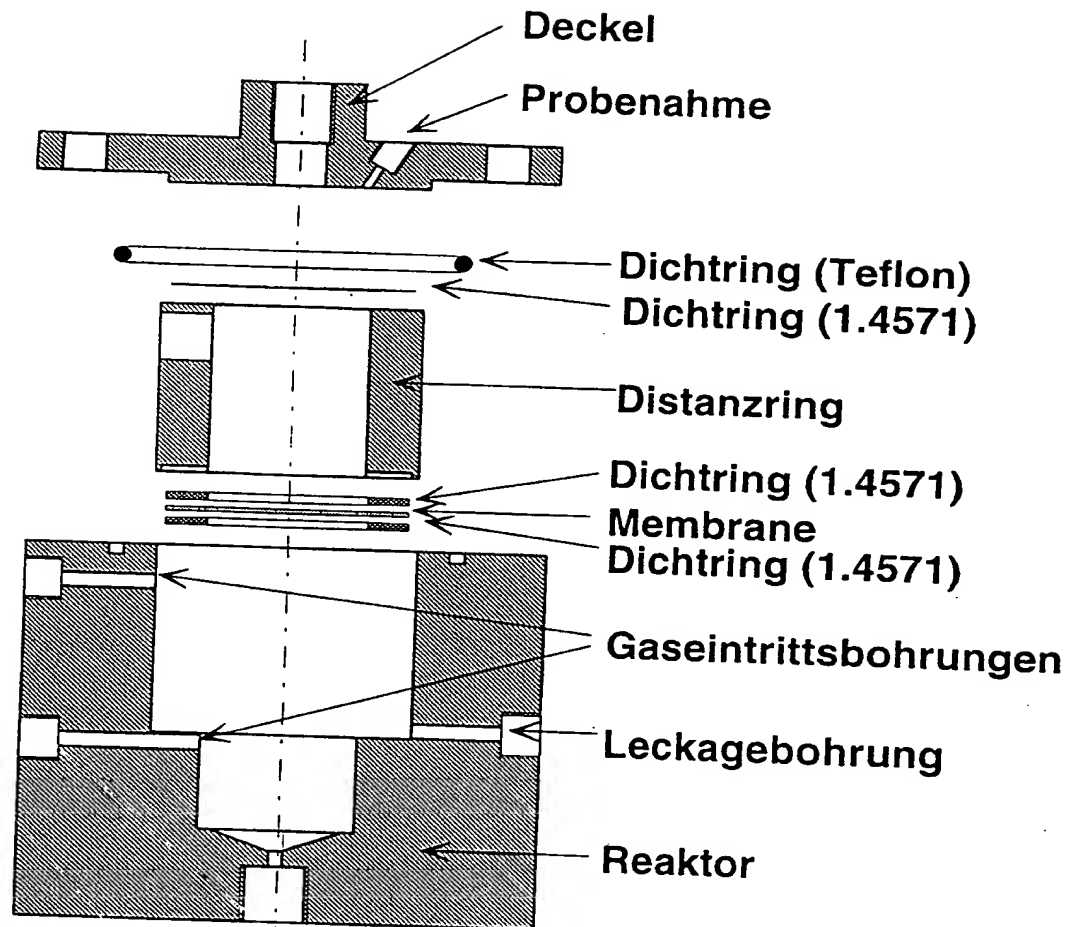 Deckel
Probenahme
Dichtring (Teflon)
Dichtring (1.4571)
Distanzring
Dichtring (1.4571)
Membrane
Dichtring (1.4571)
Gaseintrittsbohrungen
Leckagebohrung
Reaktor